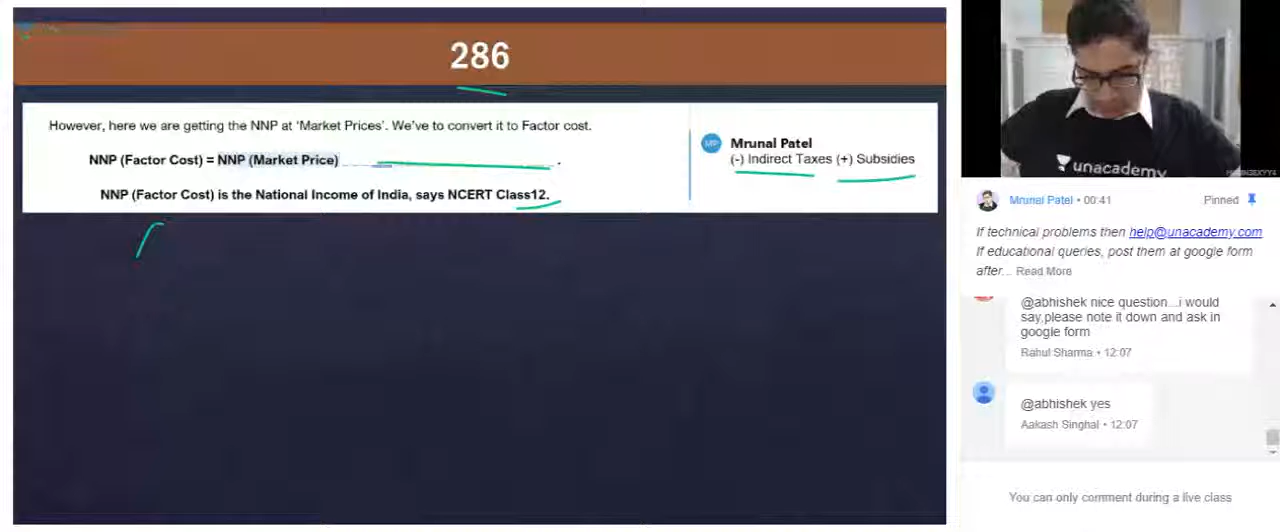 286
However, here we are getting the NNP at 'Market Prices'. We've to convert it to Factor cost.
NNP (Factor Cost) = NNP (Market Price) .
NNP (Factor Cost) is the National Income of India, says NCERT Class12.
MP
Mrunal Patel
(-) Indirect Taxes (+) Subsidies
unacademy
Mrunal Patel • 00:41 Pinned
If technical problems then help@unacademy.com
If educational queries, post them at google form
after... Read More
@abhishek nice question...i would
say,please note it down and ask in
google form
Rahul Sharma • 12:07
@abhishek yes
Aakash Singhal • 12:07
You can only comment during a live class